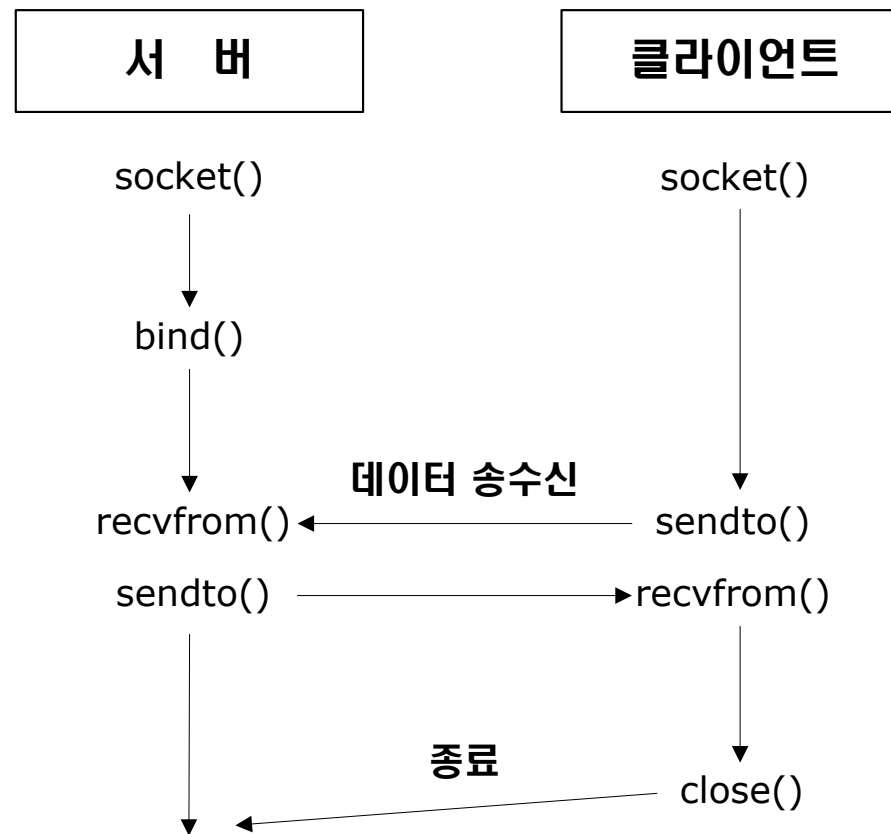 서 버 클라이언트
socket() socket()
bind()
데이터 송수신
recvfrom() sendto()
sendto() recvfrom()
종료
close()